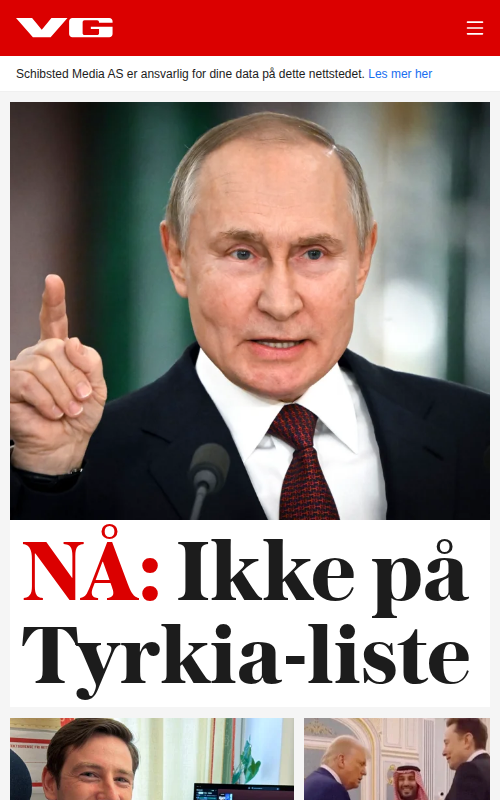 VG
Schibsted Media AS er ansvarlig for dine data på dette nettstedet. Les mer her
NÅ: Ikke på
Tyrkia-liste